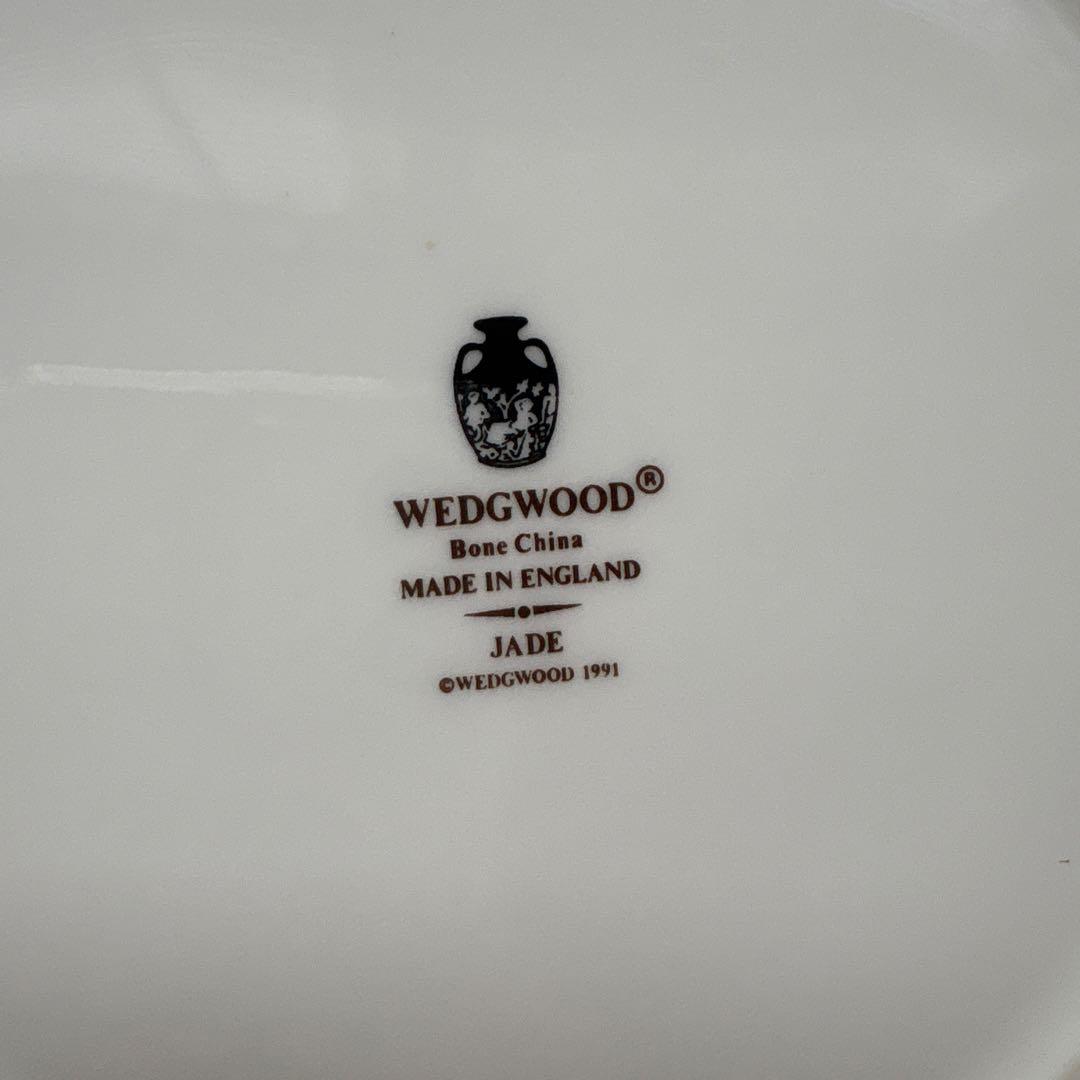 WEDGWOOD®
Bone China
MADE IN ENGLAND
JADE
©WEDGWOOD 1991